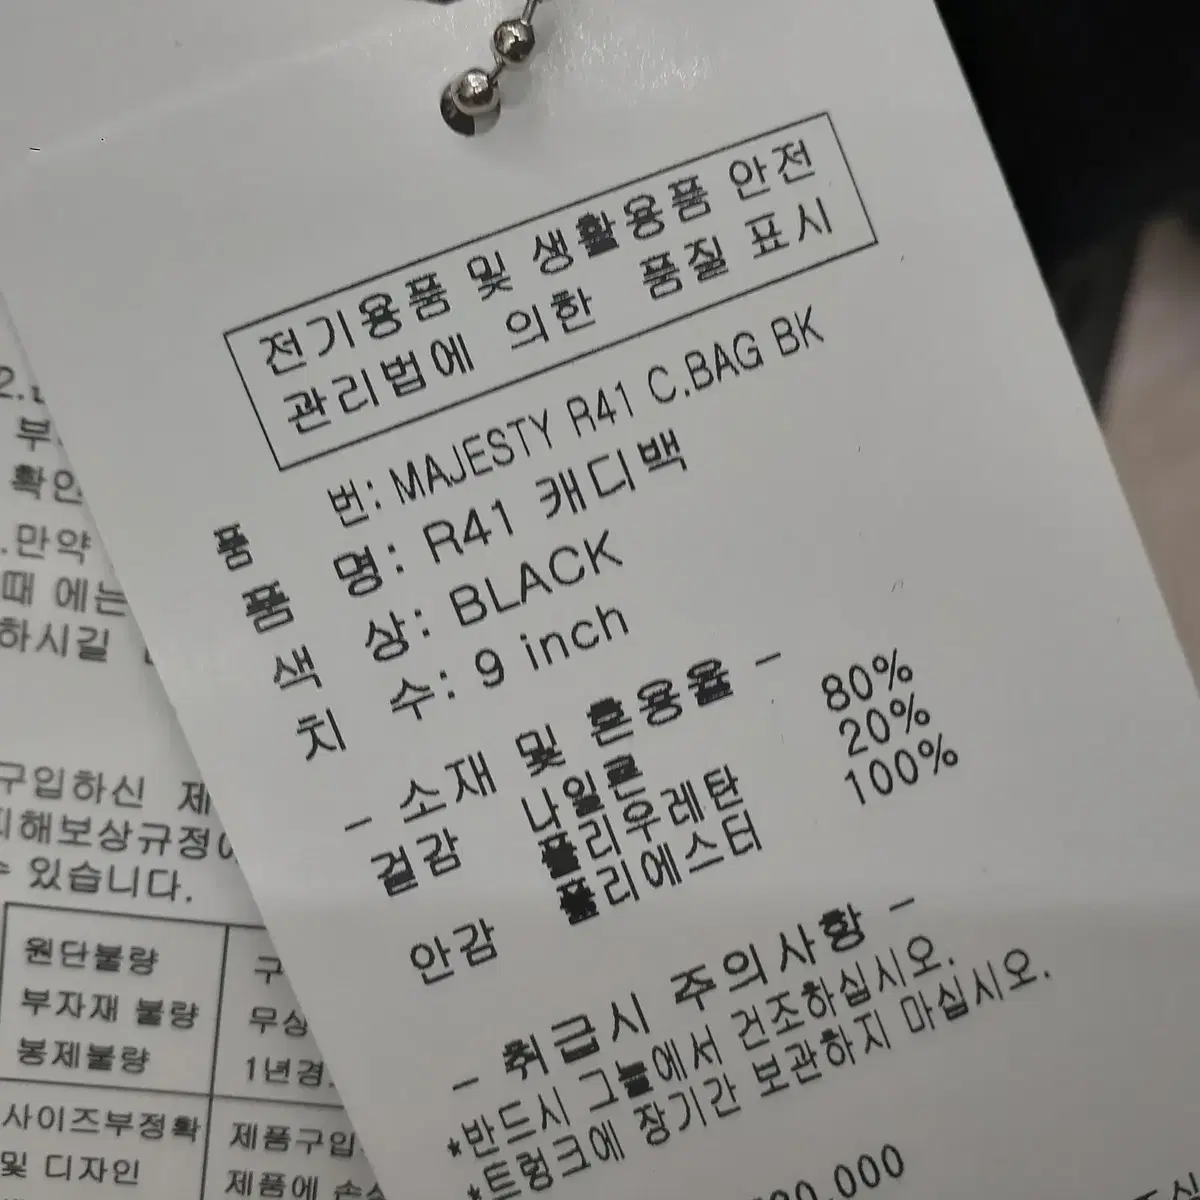 전기용품 및 생활용품 안전
관리법에 의한 품질 표시
품 번: MAJESTY R41 C.BAG BK
품 명: R41 캐디백
색 상: BLACK
치 수: 9 inch
- 소재 및 혼용율 -
겉감 나일론 80%
폴리우레탄 20%
안감 폴리에스터 100%
- 취급시 주의사항 -
*반드시 그늘에서 건조하십시오.
*트렁크에 장기간 보관하지 마십시오.
확인
.만약
때 에는
하시길
구입하신 제
피해보상규정
있습니다.
원단불량
부자재 불량
봉제불량
구
무상
1년경
사이즈부정확
및 디자인
제품구입
제품에